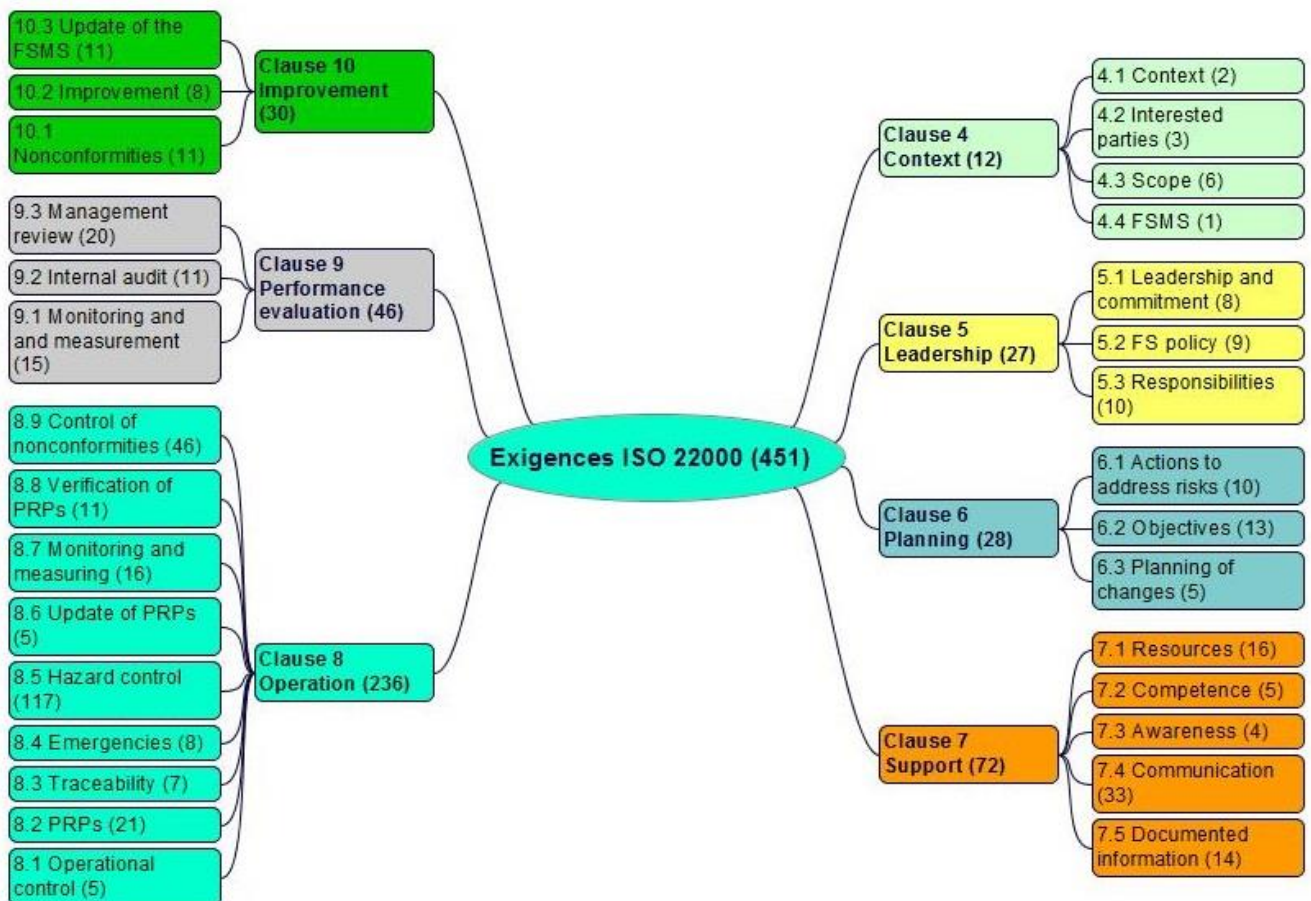 Exigences ISO 22000 (451)
Clause 4
Context (12)
4.1 Context (2)
4.2 Interested
parties (3)
4.3 Scope (6)
4.4 FSMS (1)
Clause 5
Leadership (27)
5.1 Leadership and
commitment (8)
5.2 FS policy (9)
5.3 Responsibilities
(10)
Clause 6
Planning (28)
6.1 Actions to
address risks (10)
6.2 Objectives (13)
6.3 Planning of
changes (5)
Clause 7
Support (72)
7.1 Resources (16)
7.2 Competence (5)
7.3 Awareness (4)
7.4 Communication
(33)
7.5 Documented
information (14)
Clause 8
Operation (236)
8.9 Control of
nonconformities (46)
8.8 Verification of
PRPs (11)
8.7 Monitoring and
measuring (16)
8.6 Update of PRPs
(5)
8.5 Hazard control
(117)
8.4 Emergencies (8)
8.3 Traceability (7)
8.2 PRPs (21)
8.1 Operational
control (5)
Clause 9
Performance
evaluation (46)
9.3 Management
review (20)
9.2 Internal audit (11)
9.1 Monitoring and
and measurement
(15)
Clause 10
Improvement
(30)
10.3 Update of the
FSMS (11)
10.2 Improvement (8)
10.1
Nonconformities (11)